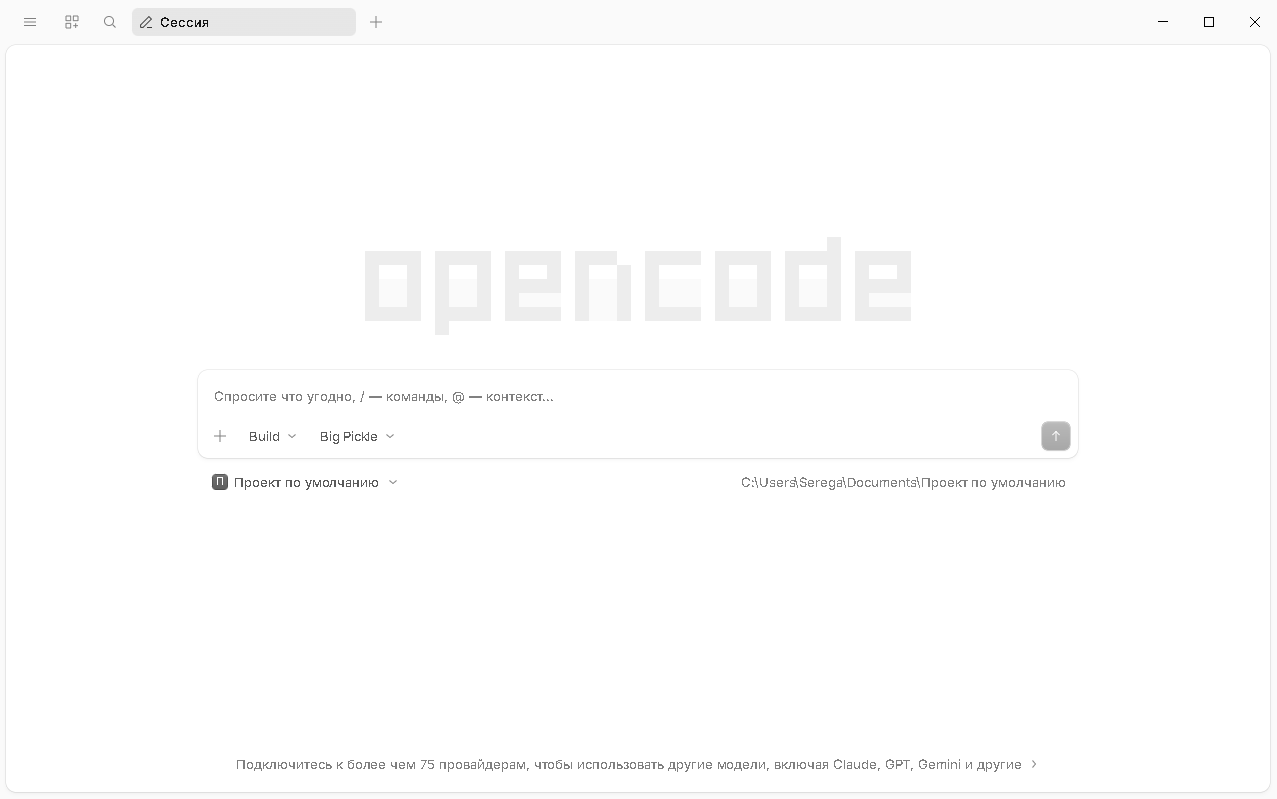 Сессия
opencode
Спросите что угодно, / — команды, @ — контекст...
Build Big Pickle
П Проект по умолчанию C:\Users\Serega\Documents\Проект по умолчанию
Подключитесь к более чем 75 провайдерам, чтобы использовать другие модели, включая Claude, GPT, Gemini и другие